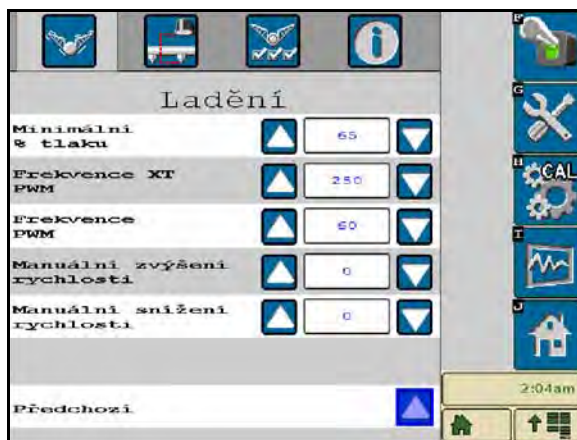 F
Ladění
G
Minimální
% tlaku
65
Frekvence XT
PWM
250
H
CAL
Frekvence
PWM
60
Manuální zvýšení
rychlosti
0
I
Manuální snížení
rychlosti
0
J
2:04am
Předchozí